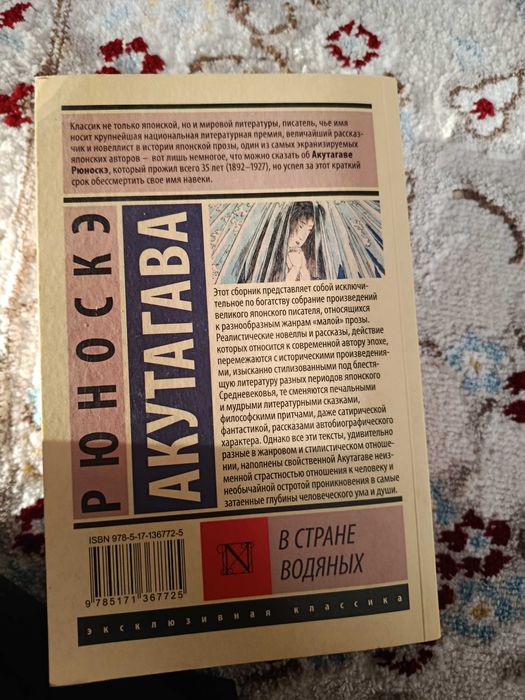 Классик не только японской, но и мировой литературы, писатель, чье имя
носит крупнейшая национальная литературная премия, величайший рассказ-
чик и новеллист в истории японской прозы, один из самых экранизируемых
японских авторов – вот лишь немногое, что можно сказать об Акутагаве
Рюноскэ, который прожил всего 35 лет (1892–1927), но успел за этот краткий
срок обессмертить свое имя навеки.
РЮНОСКЭ
АКУТАГАВА
Этот сборник представляет собой исключи-
тельное по богатству собрание произведений
великого японского писателя, относящихся
к разнообразным жанрам «малой» прозы.
Реалистические новеллы и рассказы, действие
которых относится к современной автору эпохе,
перемежаются с историческими произведения-
ми, изысканно стилизованными под блестя-
щую литературу разных периодов японского
Средневековья, те сменяются печальными
и мудрыми литературными сказками,
философскими притчами, даже сатирической
фантастикой, рассказами автобиографического
характера. Однако все эти тексты, удивительно
разные в жанровом и стилистическом отноше-
нии, наполнены свойственной Акутагаве неиз-
менной страстностью отношения к человеку и
необычайной остротой проникновения в самые
затаенные глубины человеческого ума и души.
ISBN 978-5-17-136772-5
9 785171 367725
N
В СТРАНЕ
ВОДЯНЫХ
эксклюзивная классика